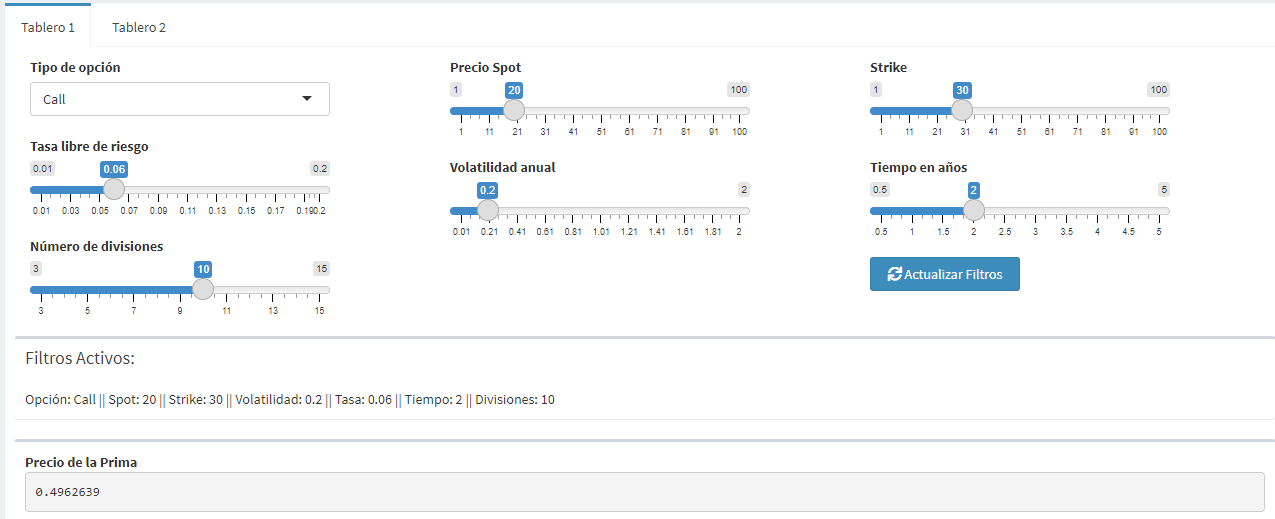 Tablero 1 Tablero 2
Tipo de opción
Call
Precio Spot
1 20 100
1 11 21 31 41 51 61 71 81 91 100
Strike
1 30 100
1 11 21 31 41 51 61 71 81 91 100
Tasa libre de riesgo
0.01 0.06 0.2
0.01 0.03 0.05 0.07 0.09 0.11 0.13 0.15 0.17 0.19 0.2
Volatilidad anual
0.2 2
0.01 0.21 0.41 0.61 0.81 1.01 1.21 1.41 1.61 1.81 2
Tiempo en años
0.5 2 5
0.5 1 1.5 2 2.5 3 3.5 4 4.5 5
Número de divisiones
3 10 15
3 5 7 9 11 13 15
Actualizar Filtros
Filtros Activos:
Opción: Call || Spot: 20 || Strike: 30 || Volatilidad: 0.2 || Tasa: 0.06 || Tiempo: 2 || Divisiones: 10
Precio de la Prima
0.4962639